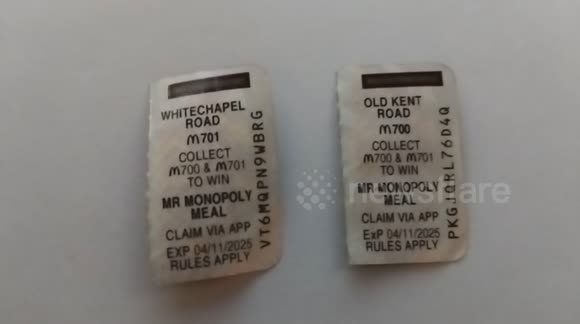 WHITECHAPEL
ROAD
m701
COLLECT
m700 & m701
TO WIN
MR MONOPOLY
MEAL
CLAIM VIA APP
EXP 04/11/2025
RULES APPLY
VT6MQPN9WBRG
OLD KENT
ROAD
m700
COLLECT
m700 & m701
TO WIN
MR MONOPOLY
MEAL
CLAIM VIA APP
EXP 04/11/2025
RULES APPLY
newsshare